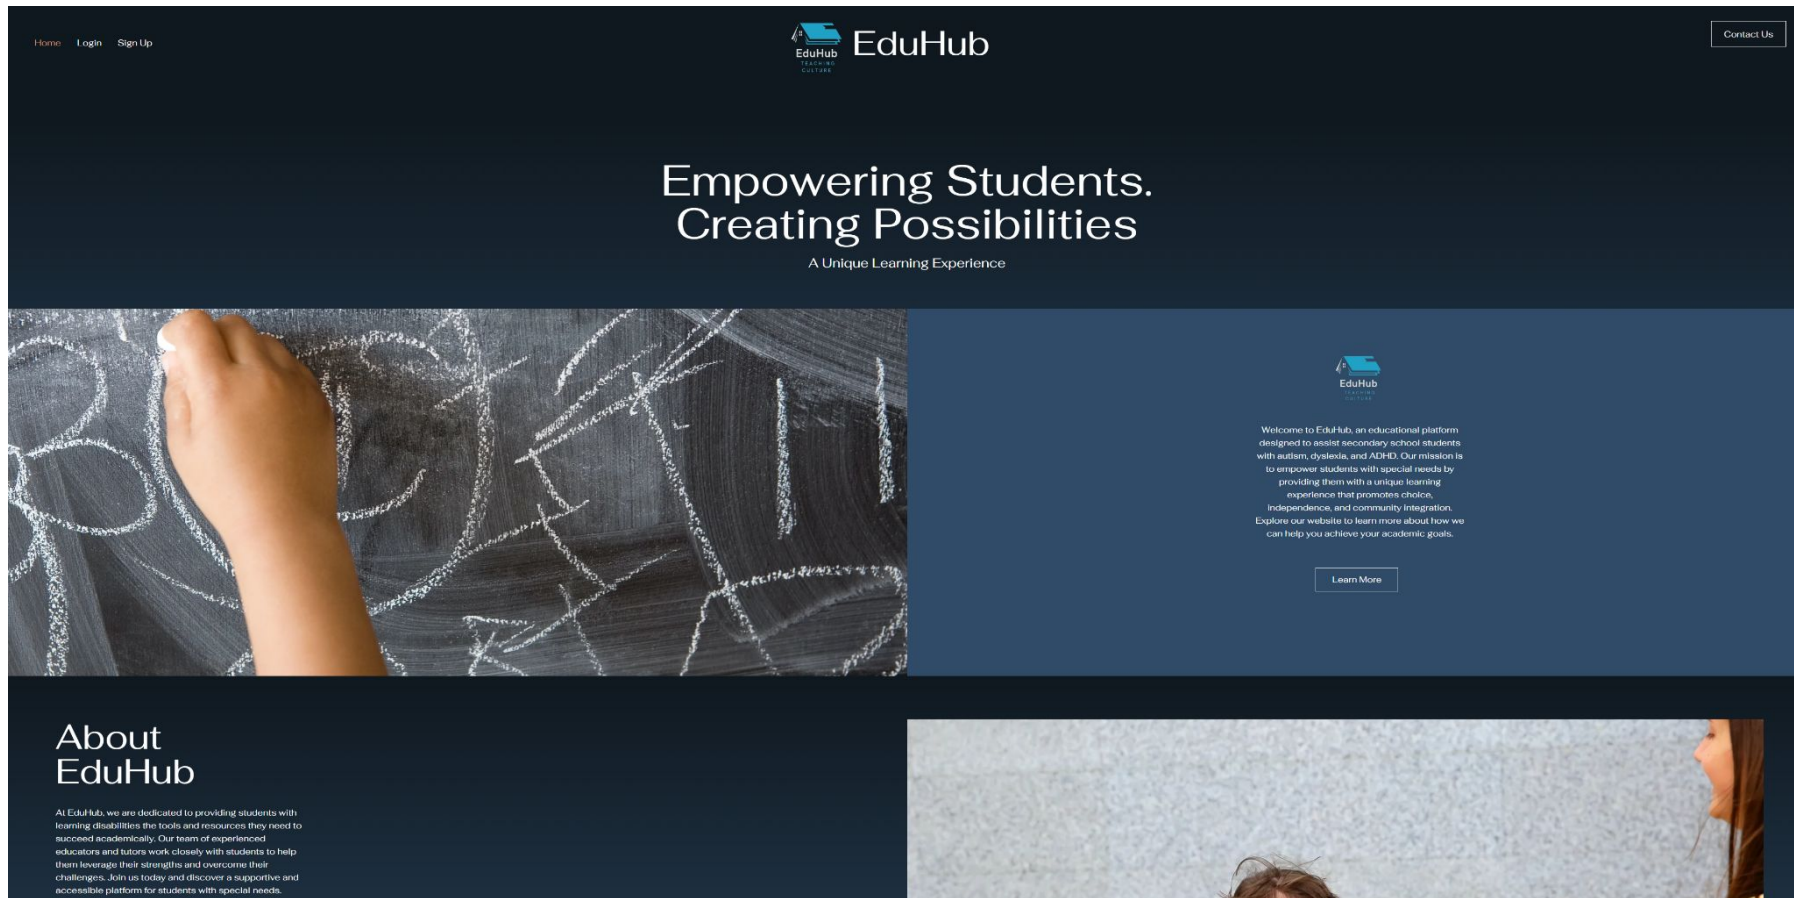 Home Login Sign Up
EduHub
TEACHING
CULTURE
EduHub
Contact Us
Empowering Students.
Creating Possibilities
A Unique Learning Experience
EduHub
TEACHING
CULTURE
Welcome to EduHub, an educational platform
designed to assist secondary school students
with autism, dyslexia, and ADHD. Our mission is
to empower students with special needs by
providing them with a unique learning
experience that promotes choice,
independence, and community integration.
Explore our website to learn more about how we
can help you achieve your academic goals.
Learn More
About
EduHub
At EduHub, we are dedicated to providing students with
learning disabilities the tools and resources they need to
succeed academically. Our team of experienced
educators and tutors work closely with students to help
them leverage their strengths and overcome their
challenges. Join us today and discover a supportive and
accessible platform for students with special needs.